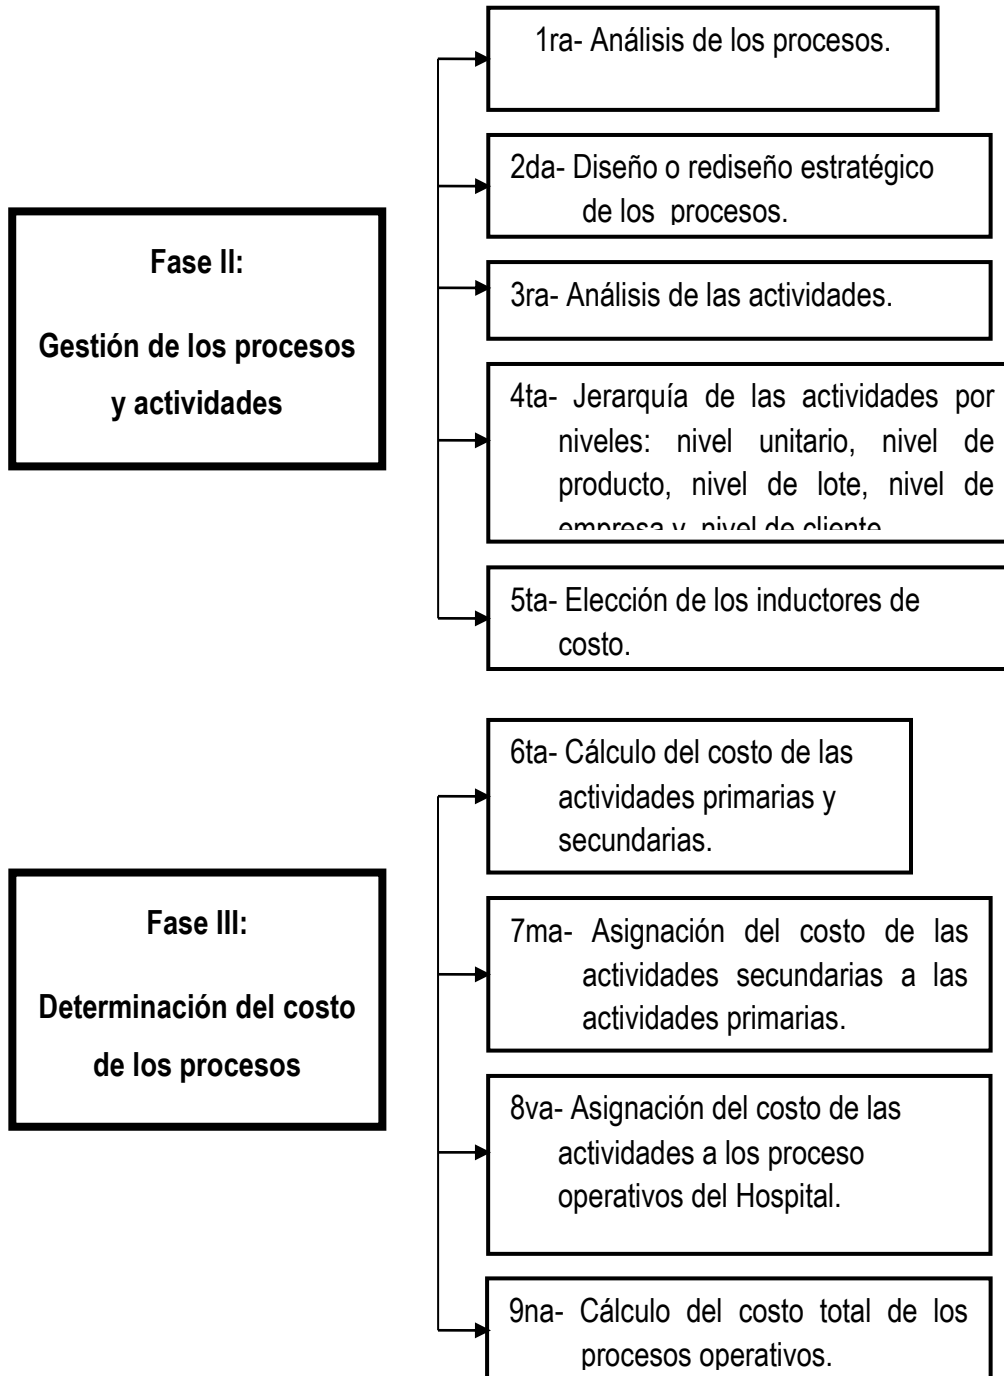 1ra- Análisis de los procesos.
2da- Diseño o rediseño estratégico
de los procesos.
Fase II:
Gestión de los procesos
y actividades
3ra- Análisis de las actividades.
4ta- Jerarquía de las actividades por
niveles: nivel unitario, nivel de
producto, nivel de lote, nivel de
empresa y nivel de cliente
5ta- Elección de los inductores de
costo.
6ta- Cálculo del costo de las
actividades primarias y
secundarias.
Fase III:
Determinación del costo
de los procesos
7ma- Asignación del costo de las
actividades secundarias a las
actividades primarias.
8va- Asignación del costo de las
actividades a los proceso
operativos del Hospital.
9na- Cálculo del costo total de los
procesos operativos.